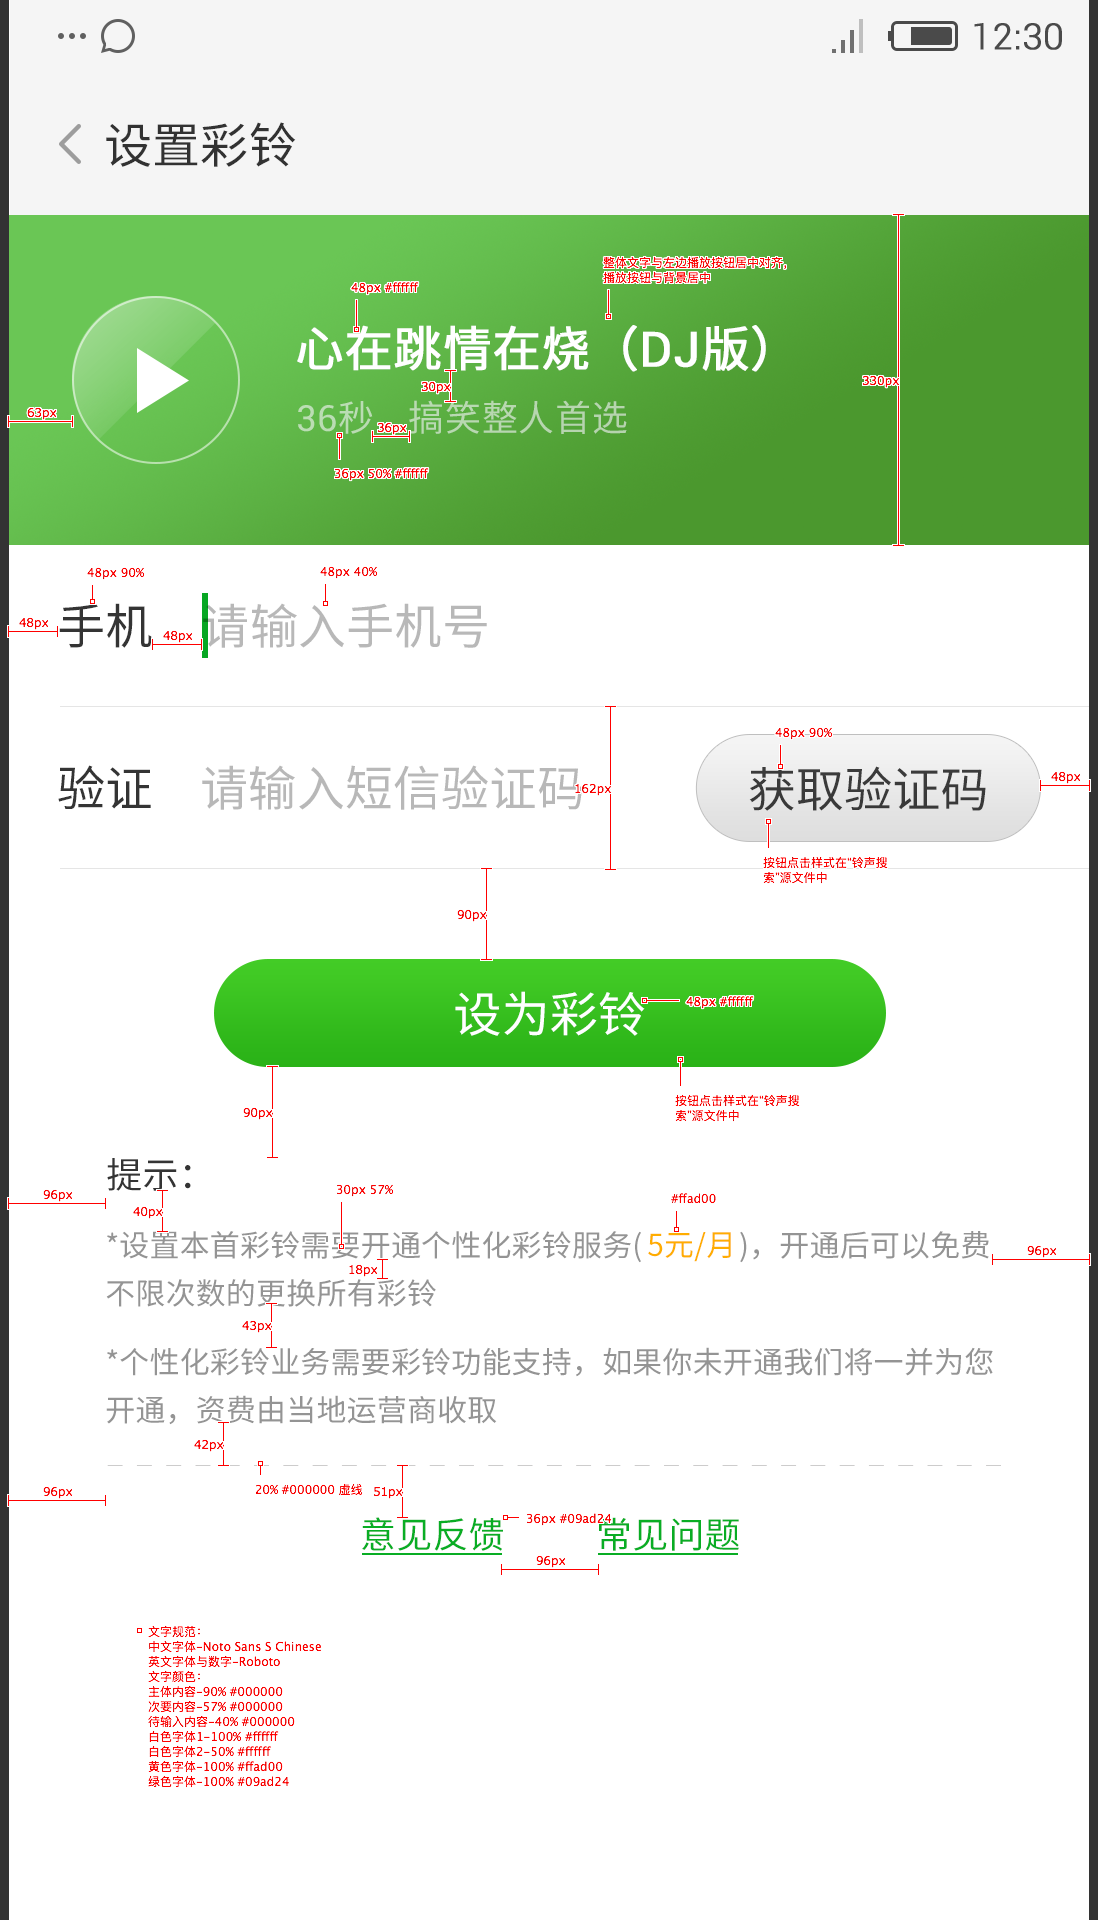 12:30
设置彩铃
整体文字与左边播放按钮居中对齐,
播放按钮与背景居中
48px #ffffff
心在跳情在烧（DJ版）
30px
330px
63px
36秒 搞笑整人首选
36px
36px 50% #ffffff
48px 90%
48px 40%
48px
手机
48px
请输入手机号
48px 90%
验证
请输入短信验证码
162px
获取验证码
48px
按钮点击样式在"铃声搜
索"源文件中
90px
设为彩铃
48px #ffffff
90px
按钮点击样式在"铃声搜
索"源文件中
提示：
96px
40px
30px 57%
#ffad00
*设置本首彩铃需要开通个性化彩铃服务( 5元/月 )，开通后可以免费
96px
18px
不限次数的更换所有彩铃
43px
*个性化彩铃业务需要彩铃功能支持，如果你未开通我们将一并为您
开通，资费由当地运营商收取
42px
96px
20% #000000 虚线
51px
36px #09ad24
意见反馈 常见问题
96px
文字规范：
中文字体-Noto Sans S Chinese
英文字体与数字-Roboto
文字颜色：
主体内容-90% #000000
次要内容-57% #000000
待输入内容-40% #000000
白色字体1-100% #ffffff
白色字体2-50% #ffffff
黄色字体-100% #ffad00
绿色字体-100% #09ad24